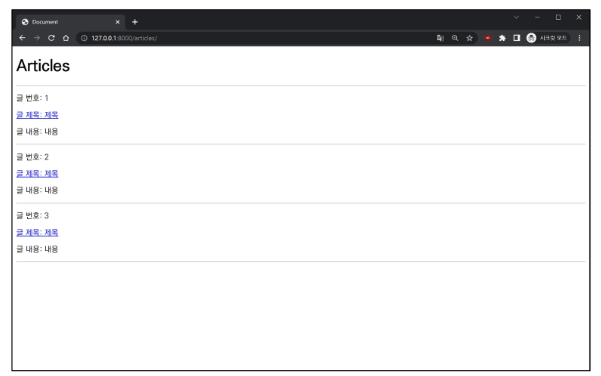 Document
127.0.0.1:8000/articles/
시크릿 모드
Articles
글 번호: 1
글 제목: 제목
글 내용: 내용
글 번호: 2
글 제목: 제목
글 내용: 내용
글 번호: 3
글 제목: 제목
글 내용: 내용